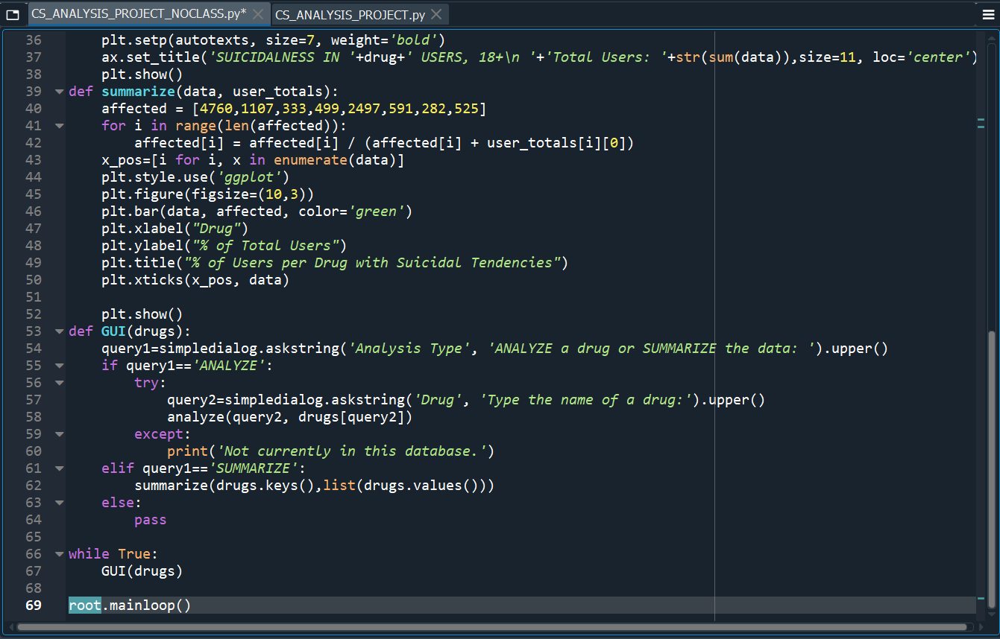 CS_ANALYSIS_PROJECT_NOCLASS.py* CS_ANALYSIS_PROJECT.py
36     plt.setp(autotexts, size=7, weight='bold')
37     ax.set_title('SUICIDALNESS IN '+drug+' USERS, 18+\n '+'Total Users: '+str(sum(data)),size=11, loc='center')
38     plt.show()
39 def summarize(data, user_totals):
40     affected = [4760,1107,333,499,2497,591,282,525]
41     for i in range(len(affected)):
42         affected[i] = affected[i] / (affected[i] + user_totals[i][0])
43     x_pos=[i for i, x in enumerate(data)]
44     plt.style.use('ggplot')
45     plt.figure(figsize=(10,3))
46     plt.bar(data, affected, color='green')
47     plt.xlabel("Drug")
48     plt.ylabel("% of Total Users")
49     plt.title("% of Users per Drug with Suicidal Tendencies")
50     plt.xticks(x_pos, data)
51
52     plt.show()
53 def GUI(drugs):
54     query1=simpledialog.askstring('Analysis Type', 'ANALYZE a drug or SUMMARIZE the data: ').upper()
55     if query1=='ANALYZE':
56         try:
57             query2=simpledialog.askstring('Drug', 'Type the name of a drug:').upper()
58             analyze(query2, drugs[query2])
59         except:
60             print('Not currently in this database.')
61     elif query1=='SUMMARIZE':
62         summarize(drugs.keys(),list(drugs.values()))
63     else:
64         pass
65
66 while True:
67     GUI(drugs)
68
69 root.mainloop()